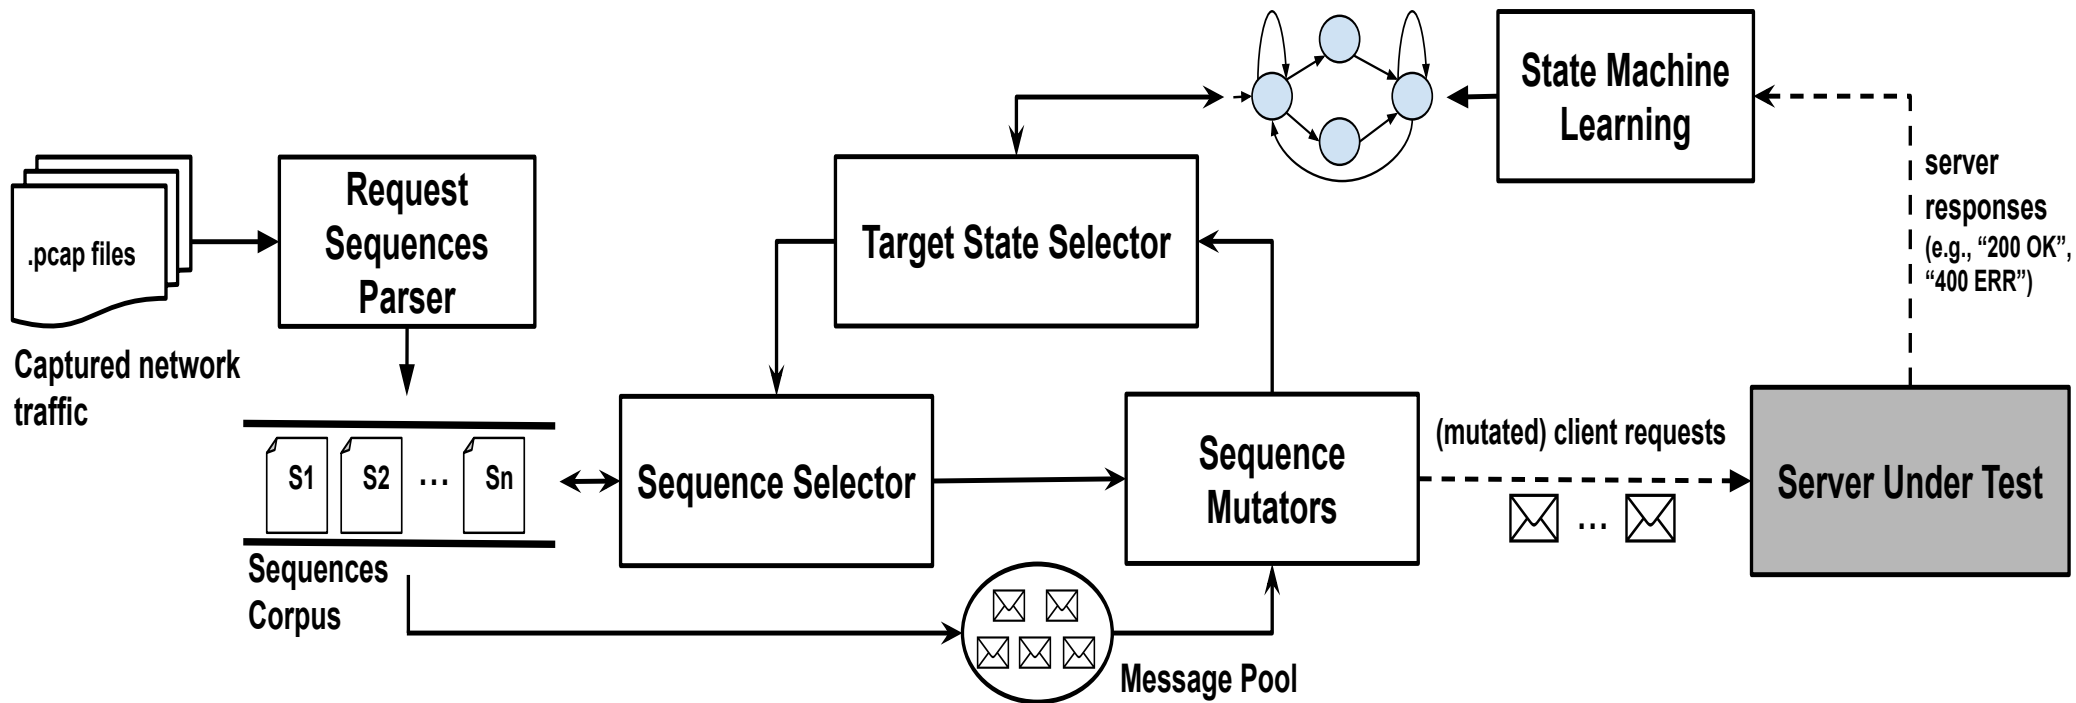 .pcap files
Captured network
traffic
Request
Sequences
Parser
S1
S2
...
Sn
Sequences
Corpus
Sequence Selector
Target State Selector
Sequence
Mutators
Message Pool
State Machine
Learning
server
responses
(e.g., “200 OK”,
“400 ERR”)
(mutated) client requests
...
Server Under Test